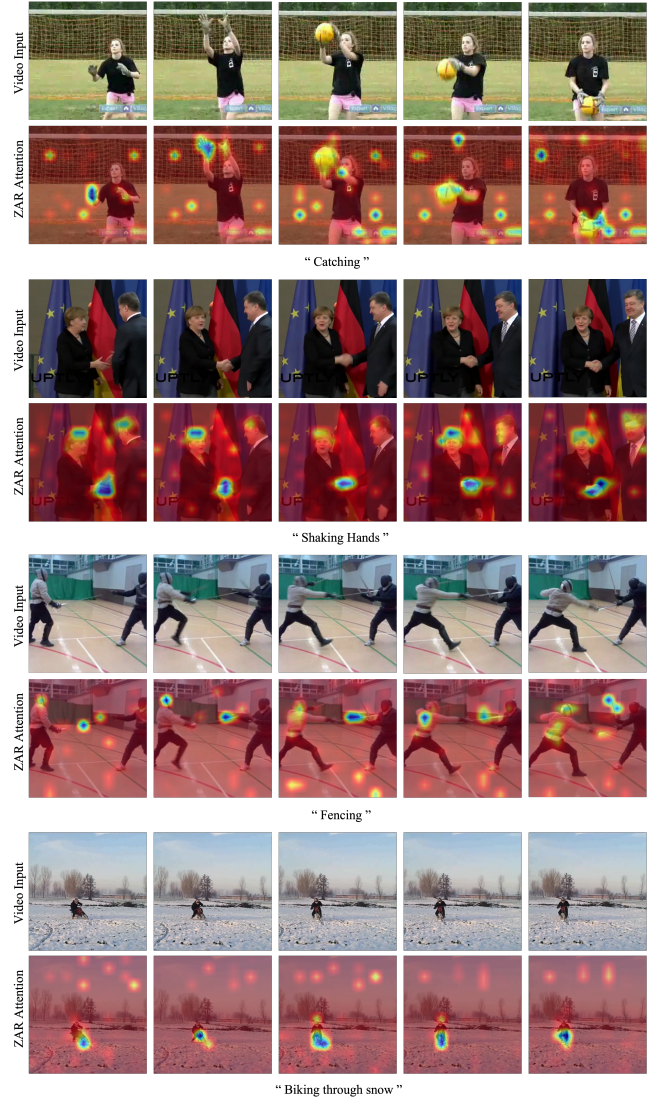 Video Input
ZAR Attention
“ Catching ”
Video Input
UPTLY
ZAR Attention
“ Shaking Hands ”
Video Input
ZAR Attention
“ Fencing ”
Video Input
ZAR Attention
“ Biking through snow ”